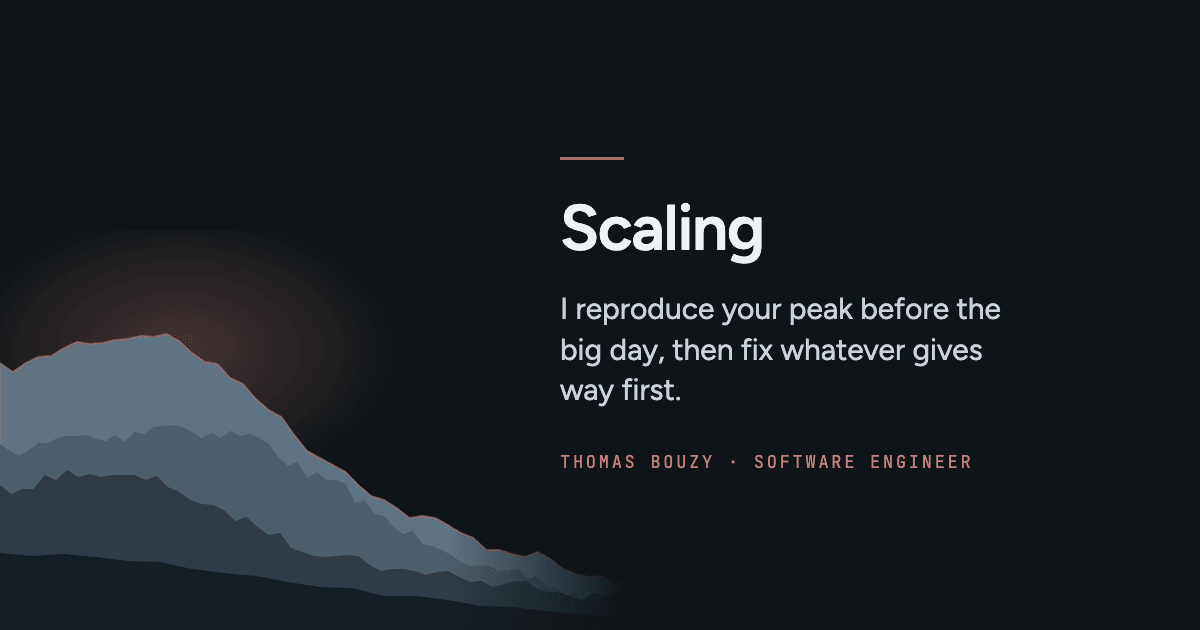 Scaling
I reproduce your peak before the
big day, then fix whatever gives
way first.
THOMAS BOUZY · SOFTWARE ENGINEER